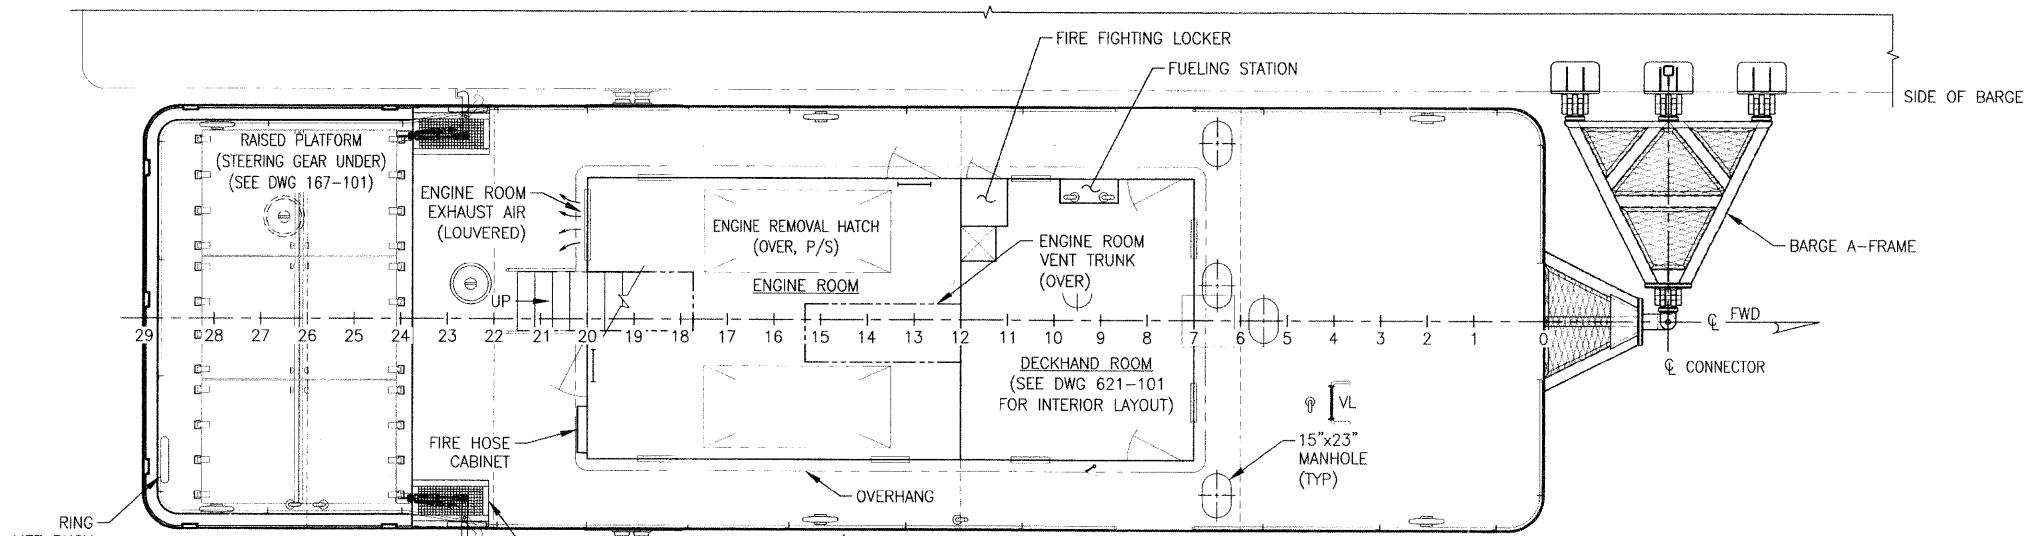 FIRE FIGHTING LOCKER
FUELING STATION
SIDE OF BARGE
RAISED PLATFORM
(STEERING GEAR UNDER)
(SEE DWG 167-101)
ENGINE ROOM
EXHAUST AIR
(LOUVERED)
ENGINE REMOVAL HATCH
(OVER, P/S)
ENGINE ROOM
ENGINE ROOM
VENT TRUNK
(OVER)
BARGE A-FRAME
UP
℄ FWD
29 28 27 26 25 24 23 22 21 20 19 18 17 16 15 14 13 12 11 10 9 8 7 6 5 4 3 2 1 0
℄ CONNECTOR
DECKHAND ROOM
(SEE DWG 621-101
FOR INTERIOR LAYOUT)
VL
FIRE HOSE
CABINET
15"x23"
MANHOLE
(TYP)
OVERHANG
RING